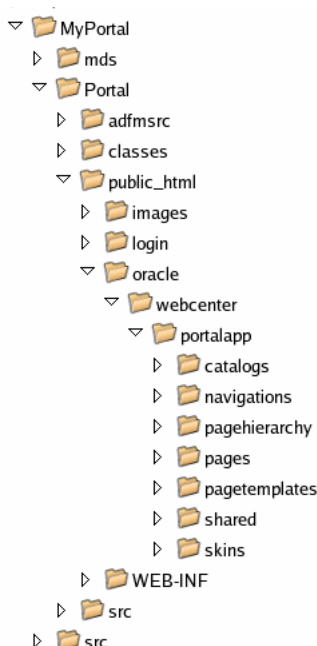 MyPortal
mds
Portal
adfmsrc
classes
public_html
images
login
oracle
webcenter
portalapp
catalogs
navigations
pagehierarchy
pages
pagetemplates
shared
skins
WEB-INF
src
src